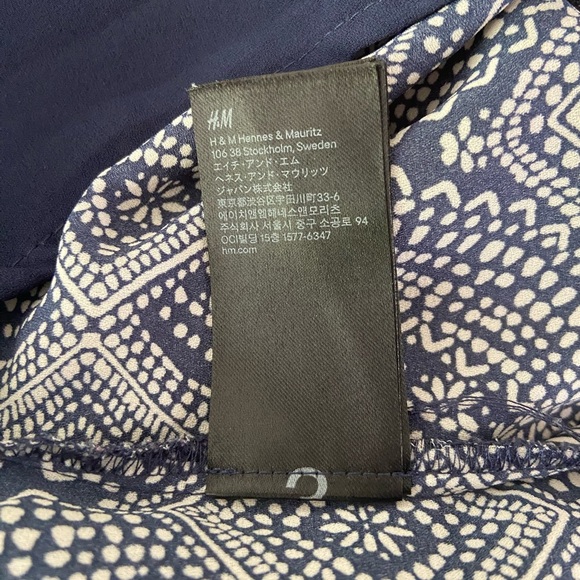 H&M
H & M Hennes & Mauritz
106 38 Stockholm, Sweden
エイチ・アンド・エム
ヘネス・アンド・マウリッツ
ジャパン株式会社
東京都渋谷区宇田川町33-6
에이치앤엠헤네스앤모리츠
주식회사 서울시 중구 소공로 94
OCI빌딩 15층 1577-6347
hm.com